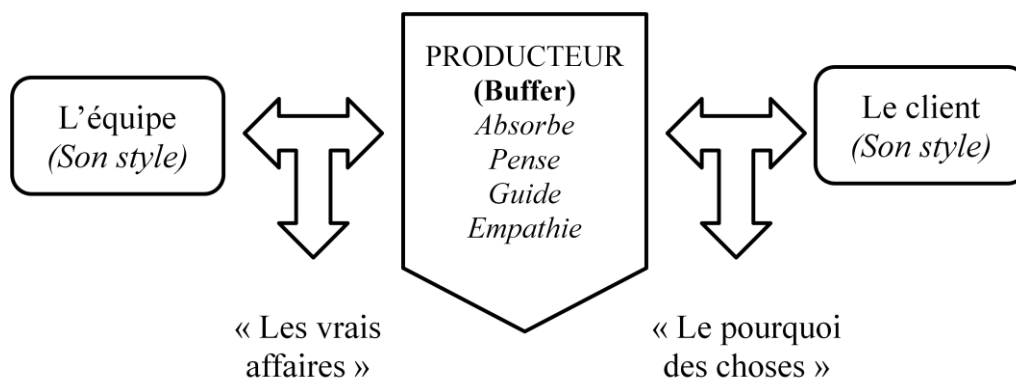 L’équipe
(Son style)
PRODUCTEUR
(Buffer)
Absorbe
Pense
Guide
Empathie
Le client
(Son style)
« Les vrais
affaires »
« Le pourquoi
des choses »